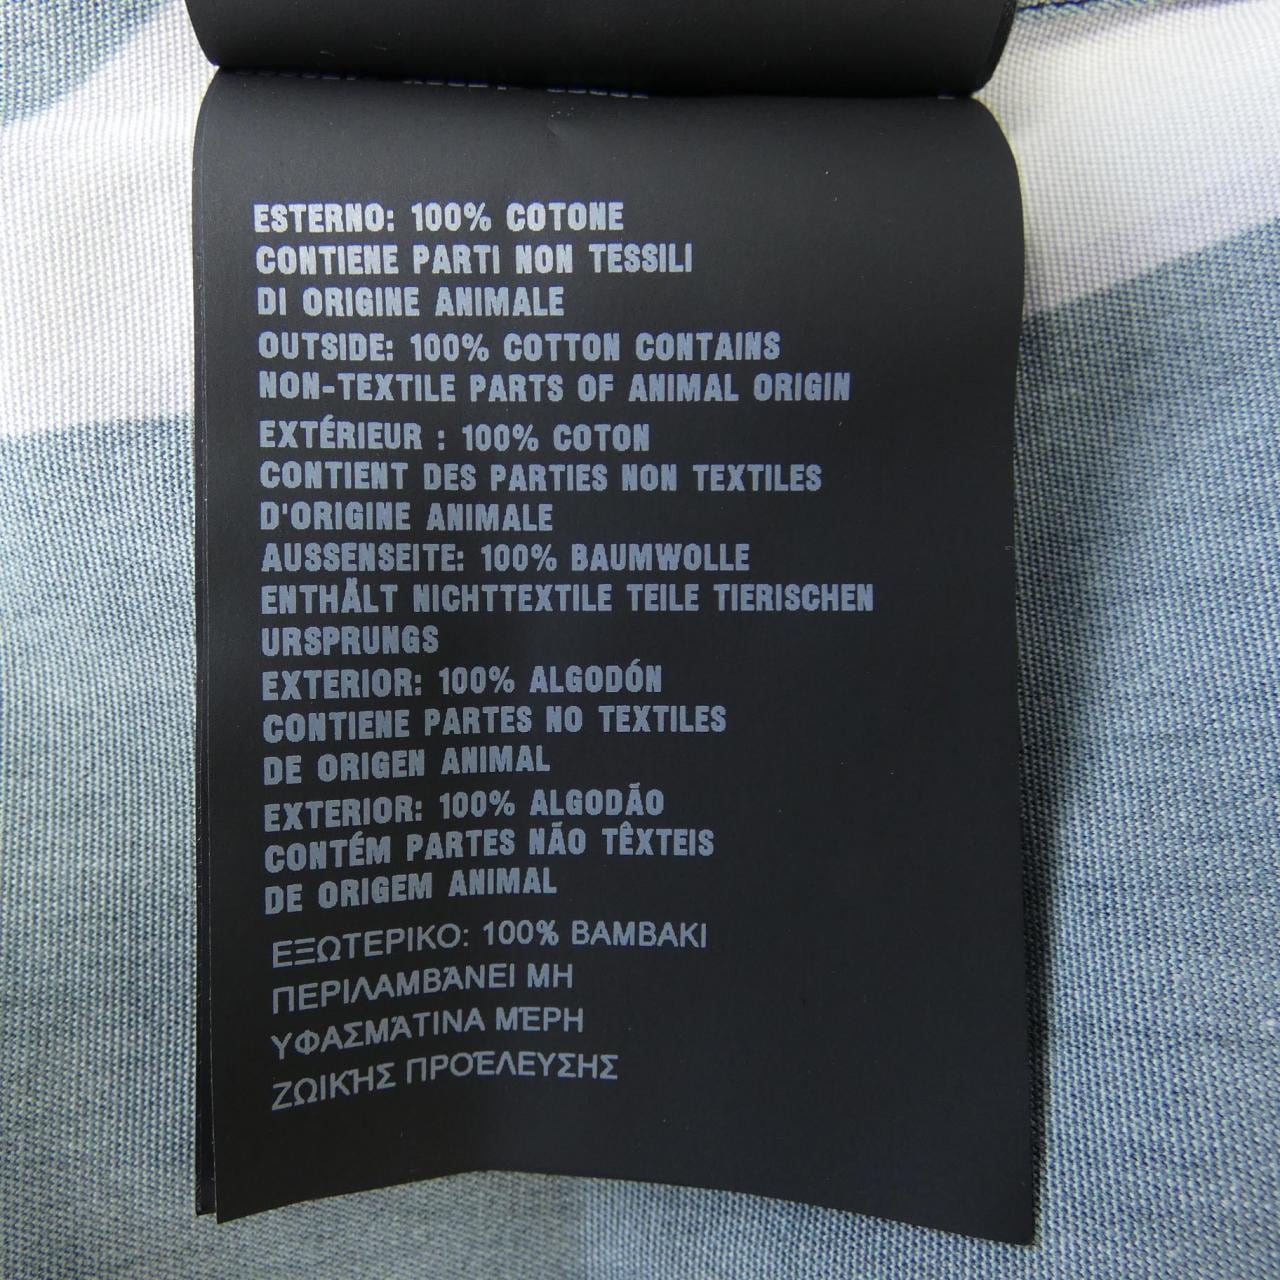 ESTERNO: 100% COTONE
CONTIENE PARTI NON TESSILI
DI ORIGINE ANIMALE
OUTSIDE: 100% COTTON CONTAINS
NON-TEXTILE PARTS OF ANIMAL ORIGIN
EXTÉRIEUR : 100% COTON
CONTIENT DES PARTIES NON TEXTILES
D'ORIGINE ANIMALE
AUSSENSEITE: 100% BAUMWOLLE
ENTHÄLT NICHTTEXTILE TEILE TIERISCHEN
URSPRUNGS
EXTERIOR: 100% ALGODÓN
CONTIENE PARTES NO TEXTILES
DE ORIGEN ANIMAL
EXTERIOR: 100% ALGODÃO
CONTÉM PARTES NÃO TÊXTEIS
DE ORIGEM ANIMAL
ΕΞΩΤΕΡΙΚΟ: 100% ΒΑΜΒΑΚΙ
ΠΕΡΙΛΑΜΒΆΝΕΙ ΜΗ
ΥΦΑΣΜΆΤΙΝΑ ΜΈΡΗ
ΖΩΙΚΉΣ ΠΡΟΈΛΕΥΣΗΣ